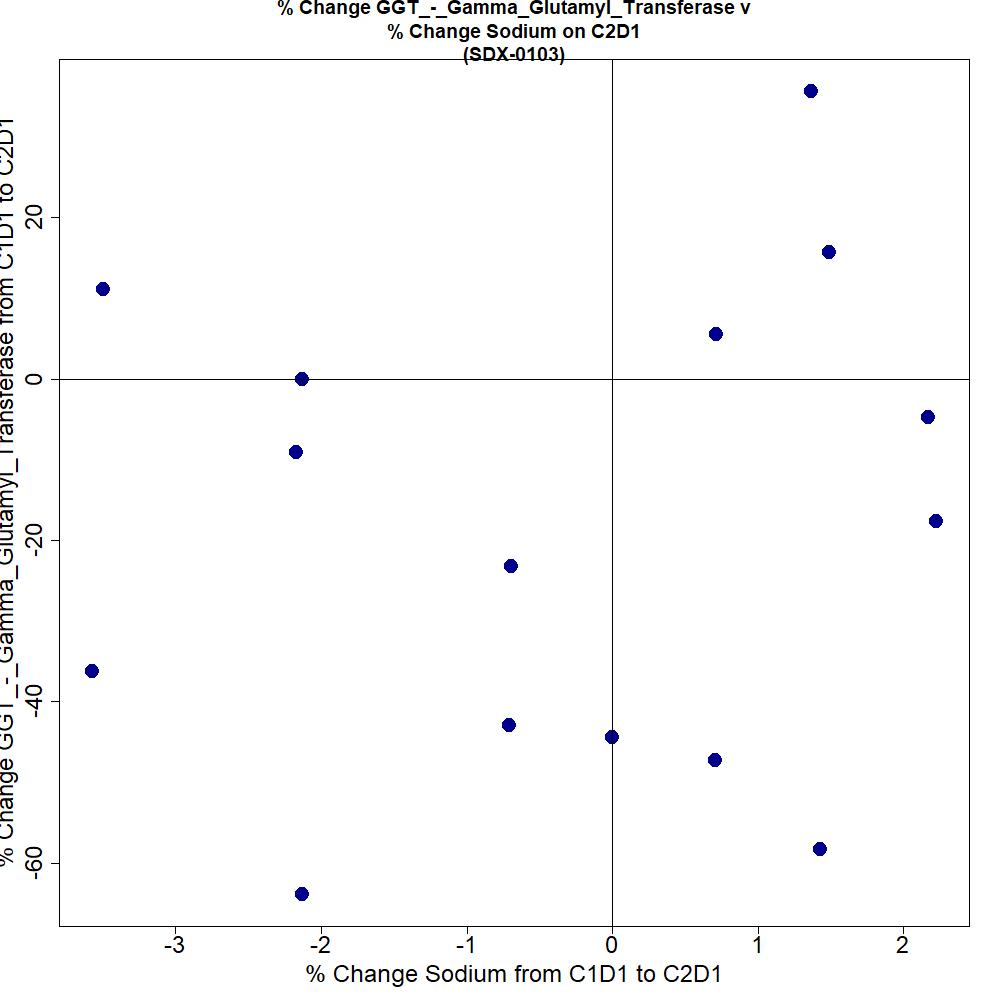 % Change GGT_-_Gamma_Glutamyl_Transferase v
% Change Sodium on C2D1
(SDX-0103)
% Change GGT_-_Gamma_Glutamyl_Transferase from C1D1 to C2D1
20
0
-20
-40
-60
-3
-2
-1
0
1
2
% Change Sodium from C1D1 to C2D1